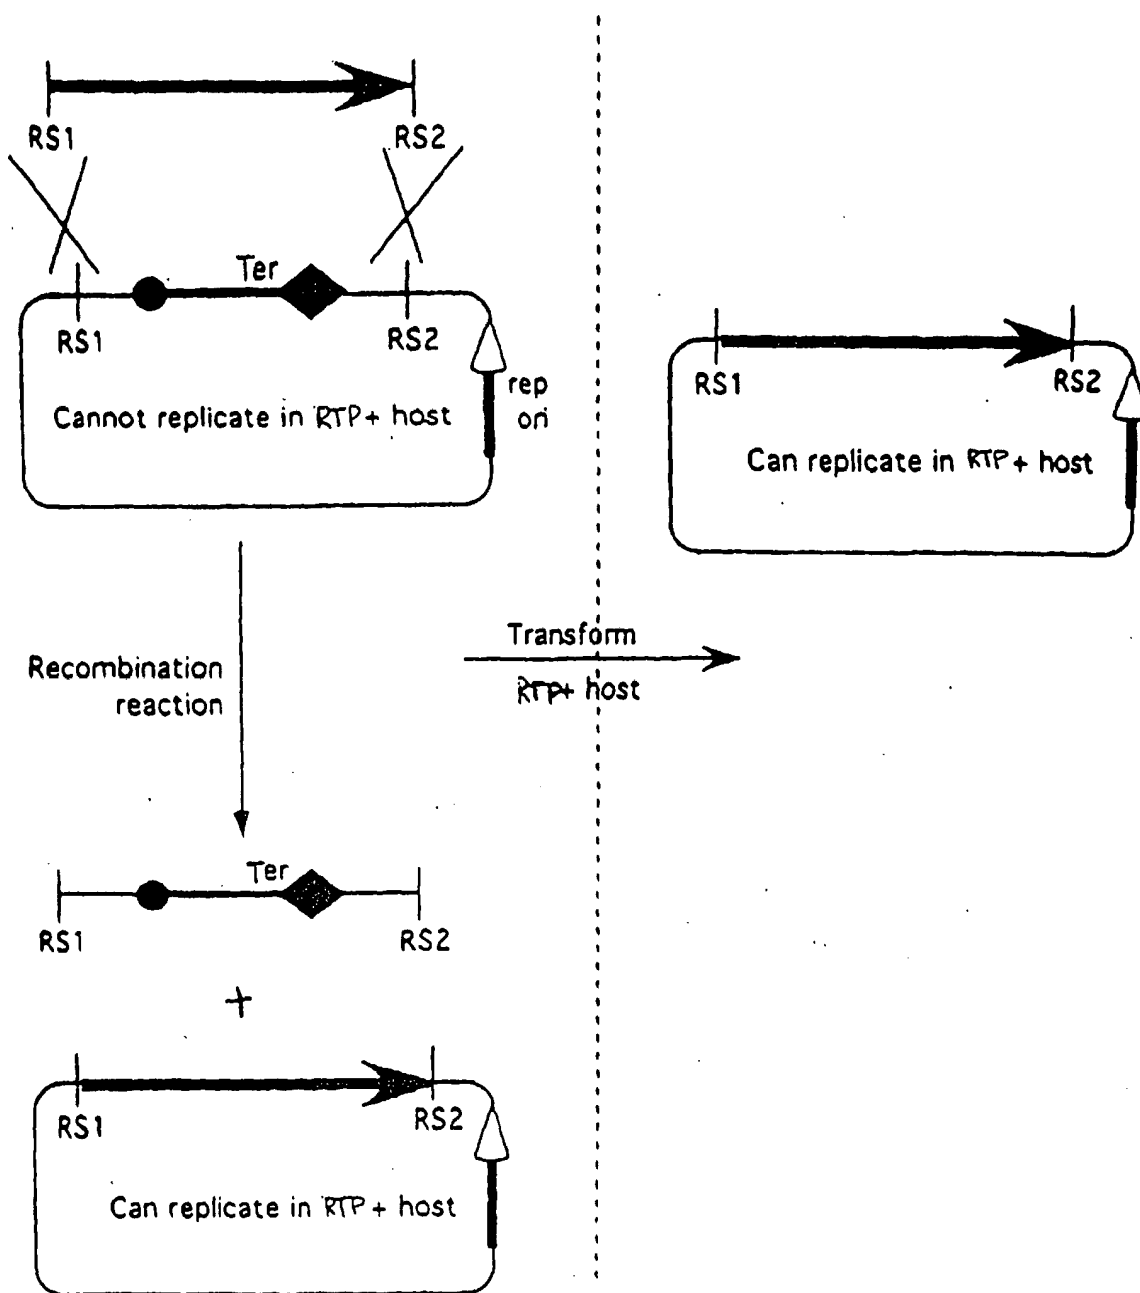 RS1
RS2
Ter
RS1
RS2
rep
ori
Cannot replicate in RTP+ host
RS1
RS2
Can replicate in RTP + host
Recombination
reaction
Transform
RTP+ host
Ter
RS1
RS2
+
RS1
RS2
Can replicate in RTP + host